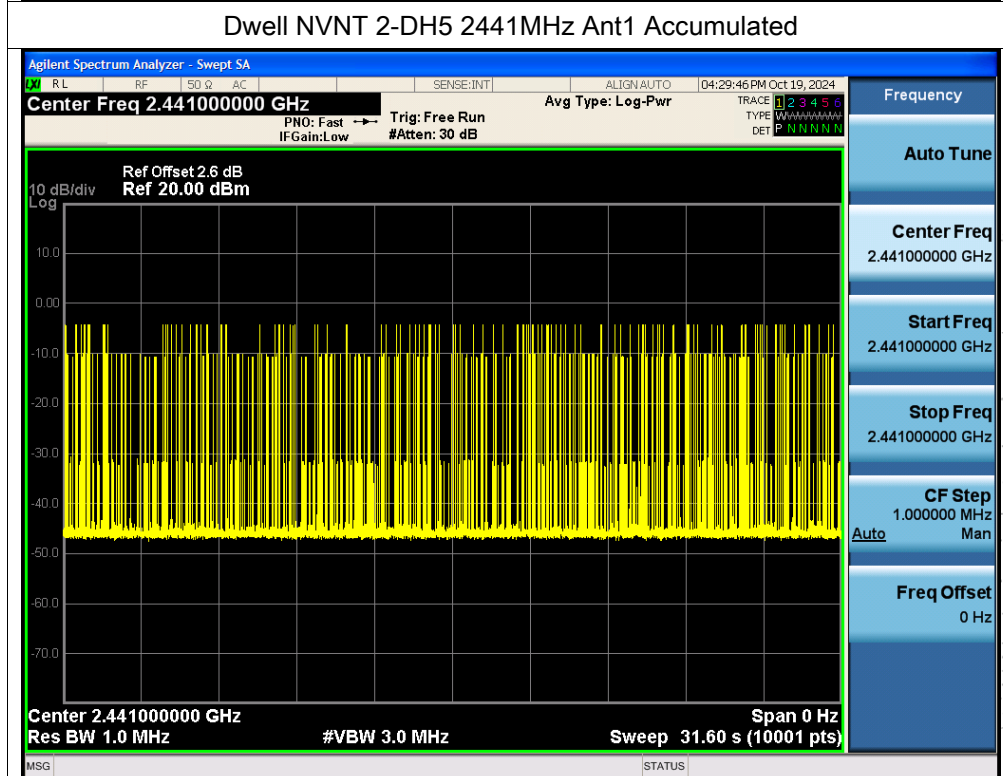 Dwell NVNT 2-DH5 2441MHz Ant1 Accumulated
Agilent Spectrum Analyzer - Swept SA
LXI RL RF 50 Ω AC SENSE:INT ALIGN AUTO 04:29:46 PM Oct 19, 2024
Center Freq 2.441000000 GHz Avg Type: Log-Pwr TRACE 1 2 3 4 5 6
PNO: Fast Trig: Free Run TYPE WWWWWW
IFGain:Low #Atten: 30 dB DET P N N N N N
Ref Offset 2.6 dB
10 dB/div Ref 20.00 dBm
Log
10.0
0.00
-10.0
-20.0
-30.0
-40.0
-50.0
-60.0
-70.0
Center 2.441000000 GHz Span 0 Hz
Res BW 1.0 MHz #VBW 3.0 MHz Sweep 31.60 s (10001 pts)
MSG STATUS
Frequency
Auto Tune
Center Freq
2.441000000 GHz
Start Freq
2.441000000 GHz
Stop Freq
2.441000000 GHz
CF Step
1.000000 MHz
Auto Man
Freq Offset
0 Hz